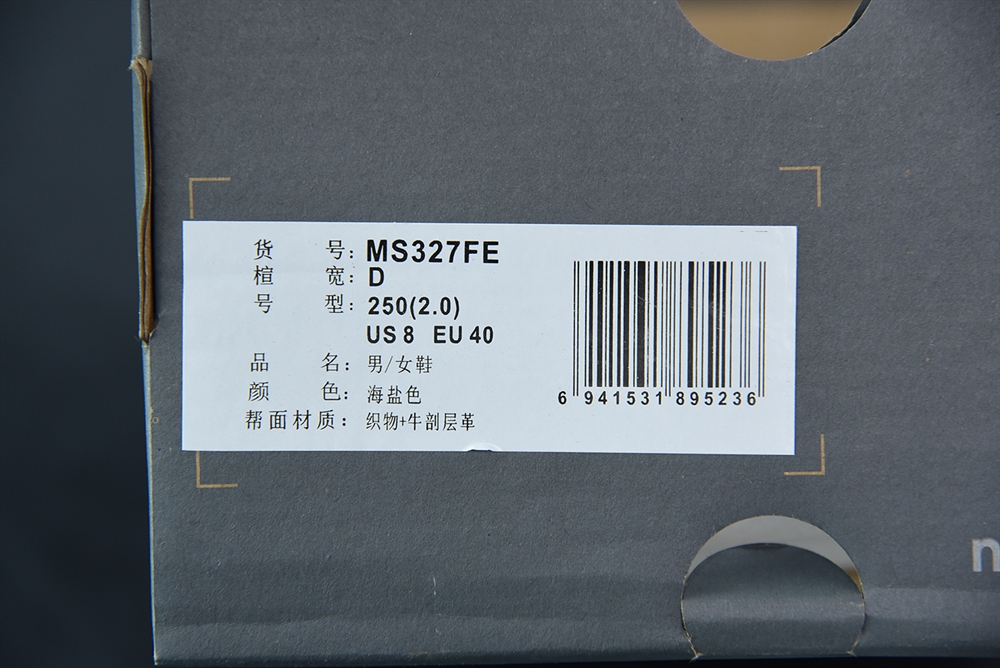 货号：MS327FE
楦宽：D
号型：250(2.0)
US 8 EU 40
品名：男/女鞋
颜色：海盐色
帮面材质：织物+牛剖层革
6 941531 895236
n